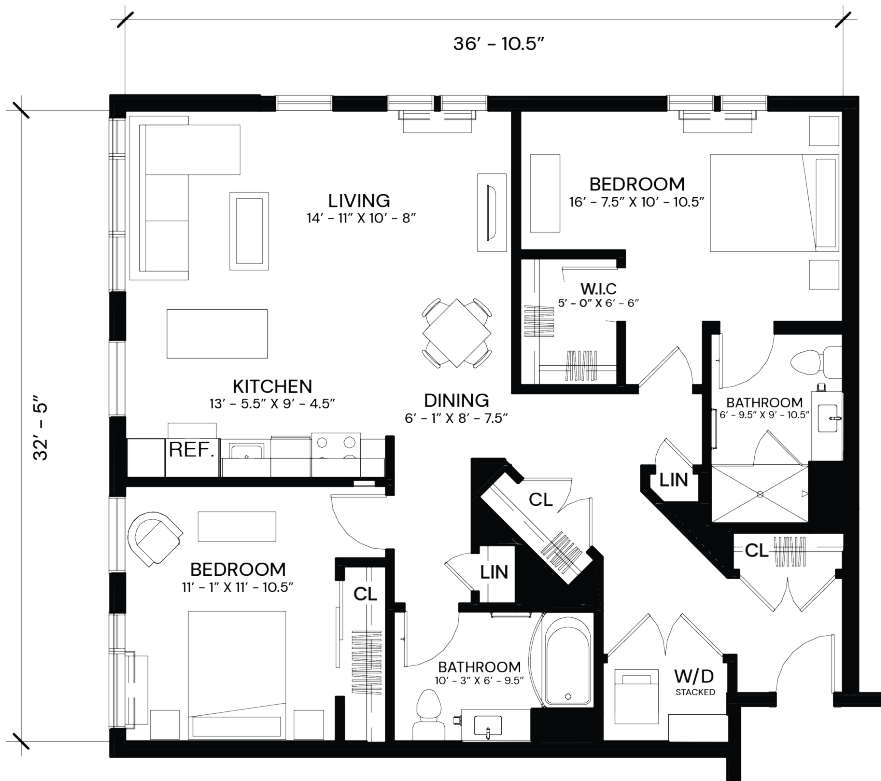 36' - 10.5"
32' - 5"
LIVING
14' - 11" X 10' - 8"
BEDROOM
16' - 7.5" X 10' - 10.5"
W.I.C
5' - 0" X 6' - 6"
KITCHEN
13' - 5.5" X 9' - 4.5"
DINING
6' - 1" X 8' - 7.5"
BATHROOM
6' - 9.5" X 9' - 10.5"
REF.
LIN
CL
CL
BEDROOM
11' - 1" X 11' - 10.5"
CL
LIN
BATHROOM
10' - 3" X 6' - 9.5"
W/D
STACKED